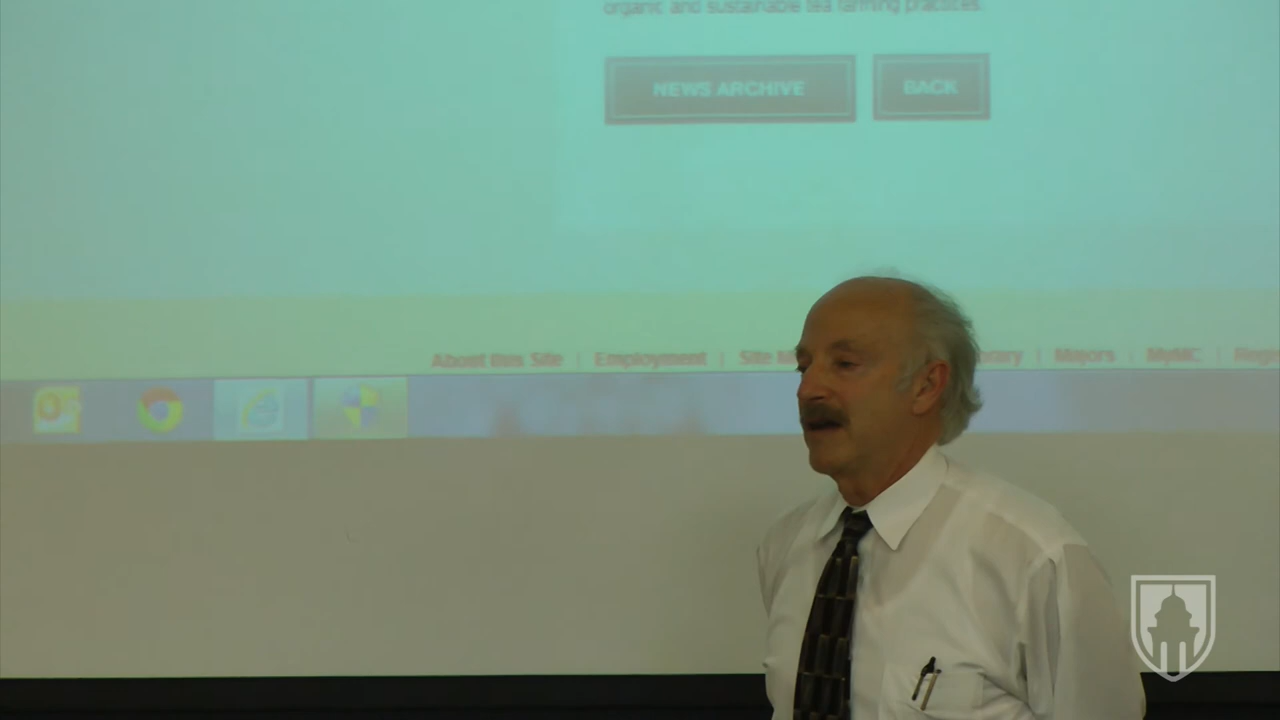 organic and sustainable tea farming practices.
NEWS ARCHIVE
BACK
About this Site | Employment | Site | Majors | MyMC |